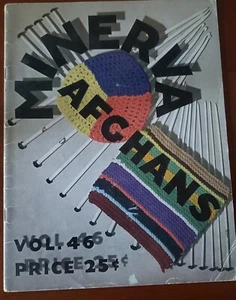 MINERVA
AFGHANS
VOL. 46
PRICE 25¢